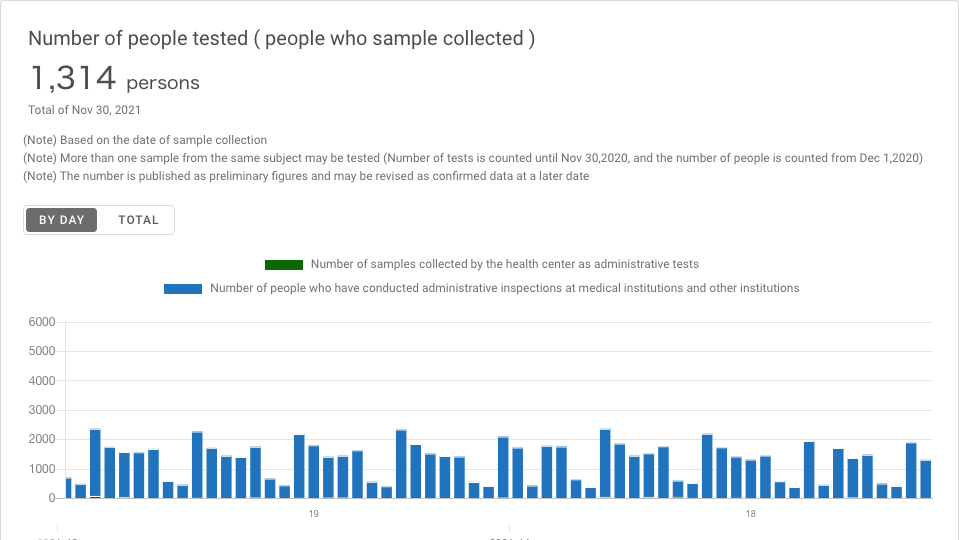 Number of people tested ( people who sample collected )
1,314 persons
Total of Nov 30, 2021
(Note) Based on the date of sample collection
(Note) More than one sample from the same subject may be tested (Number of tests is counted until Nov 30,2020, and the number of people is counted from Dec 1,2020)
(Note) The number is published as preliminary figures and may be revised as confirmed data at a later date
BY DAY TOTAL
Number of samples collected by the health center as administrative tests
Number of people who have conducted administrative inspections at medical institutions and other institutions
6000
5000
4000
3000
2000
1000
0
19 18